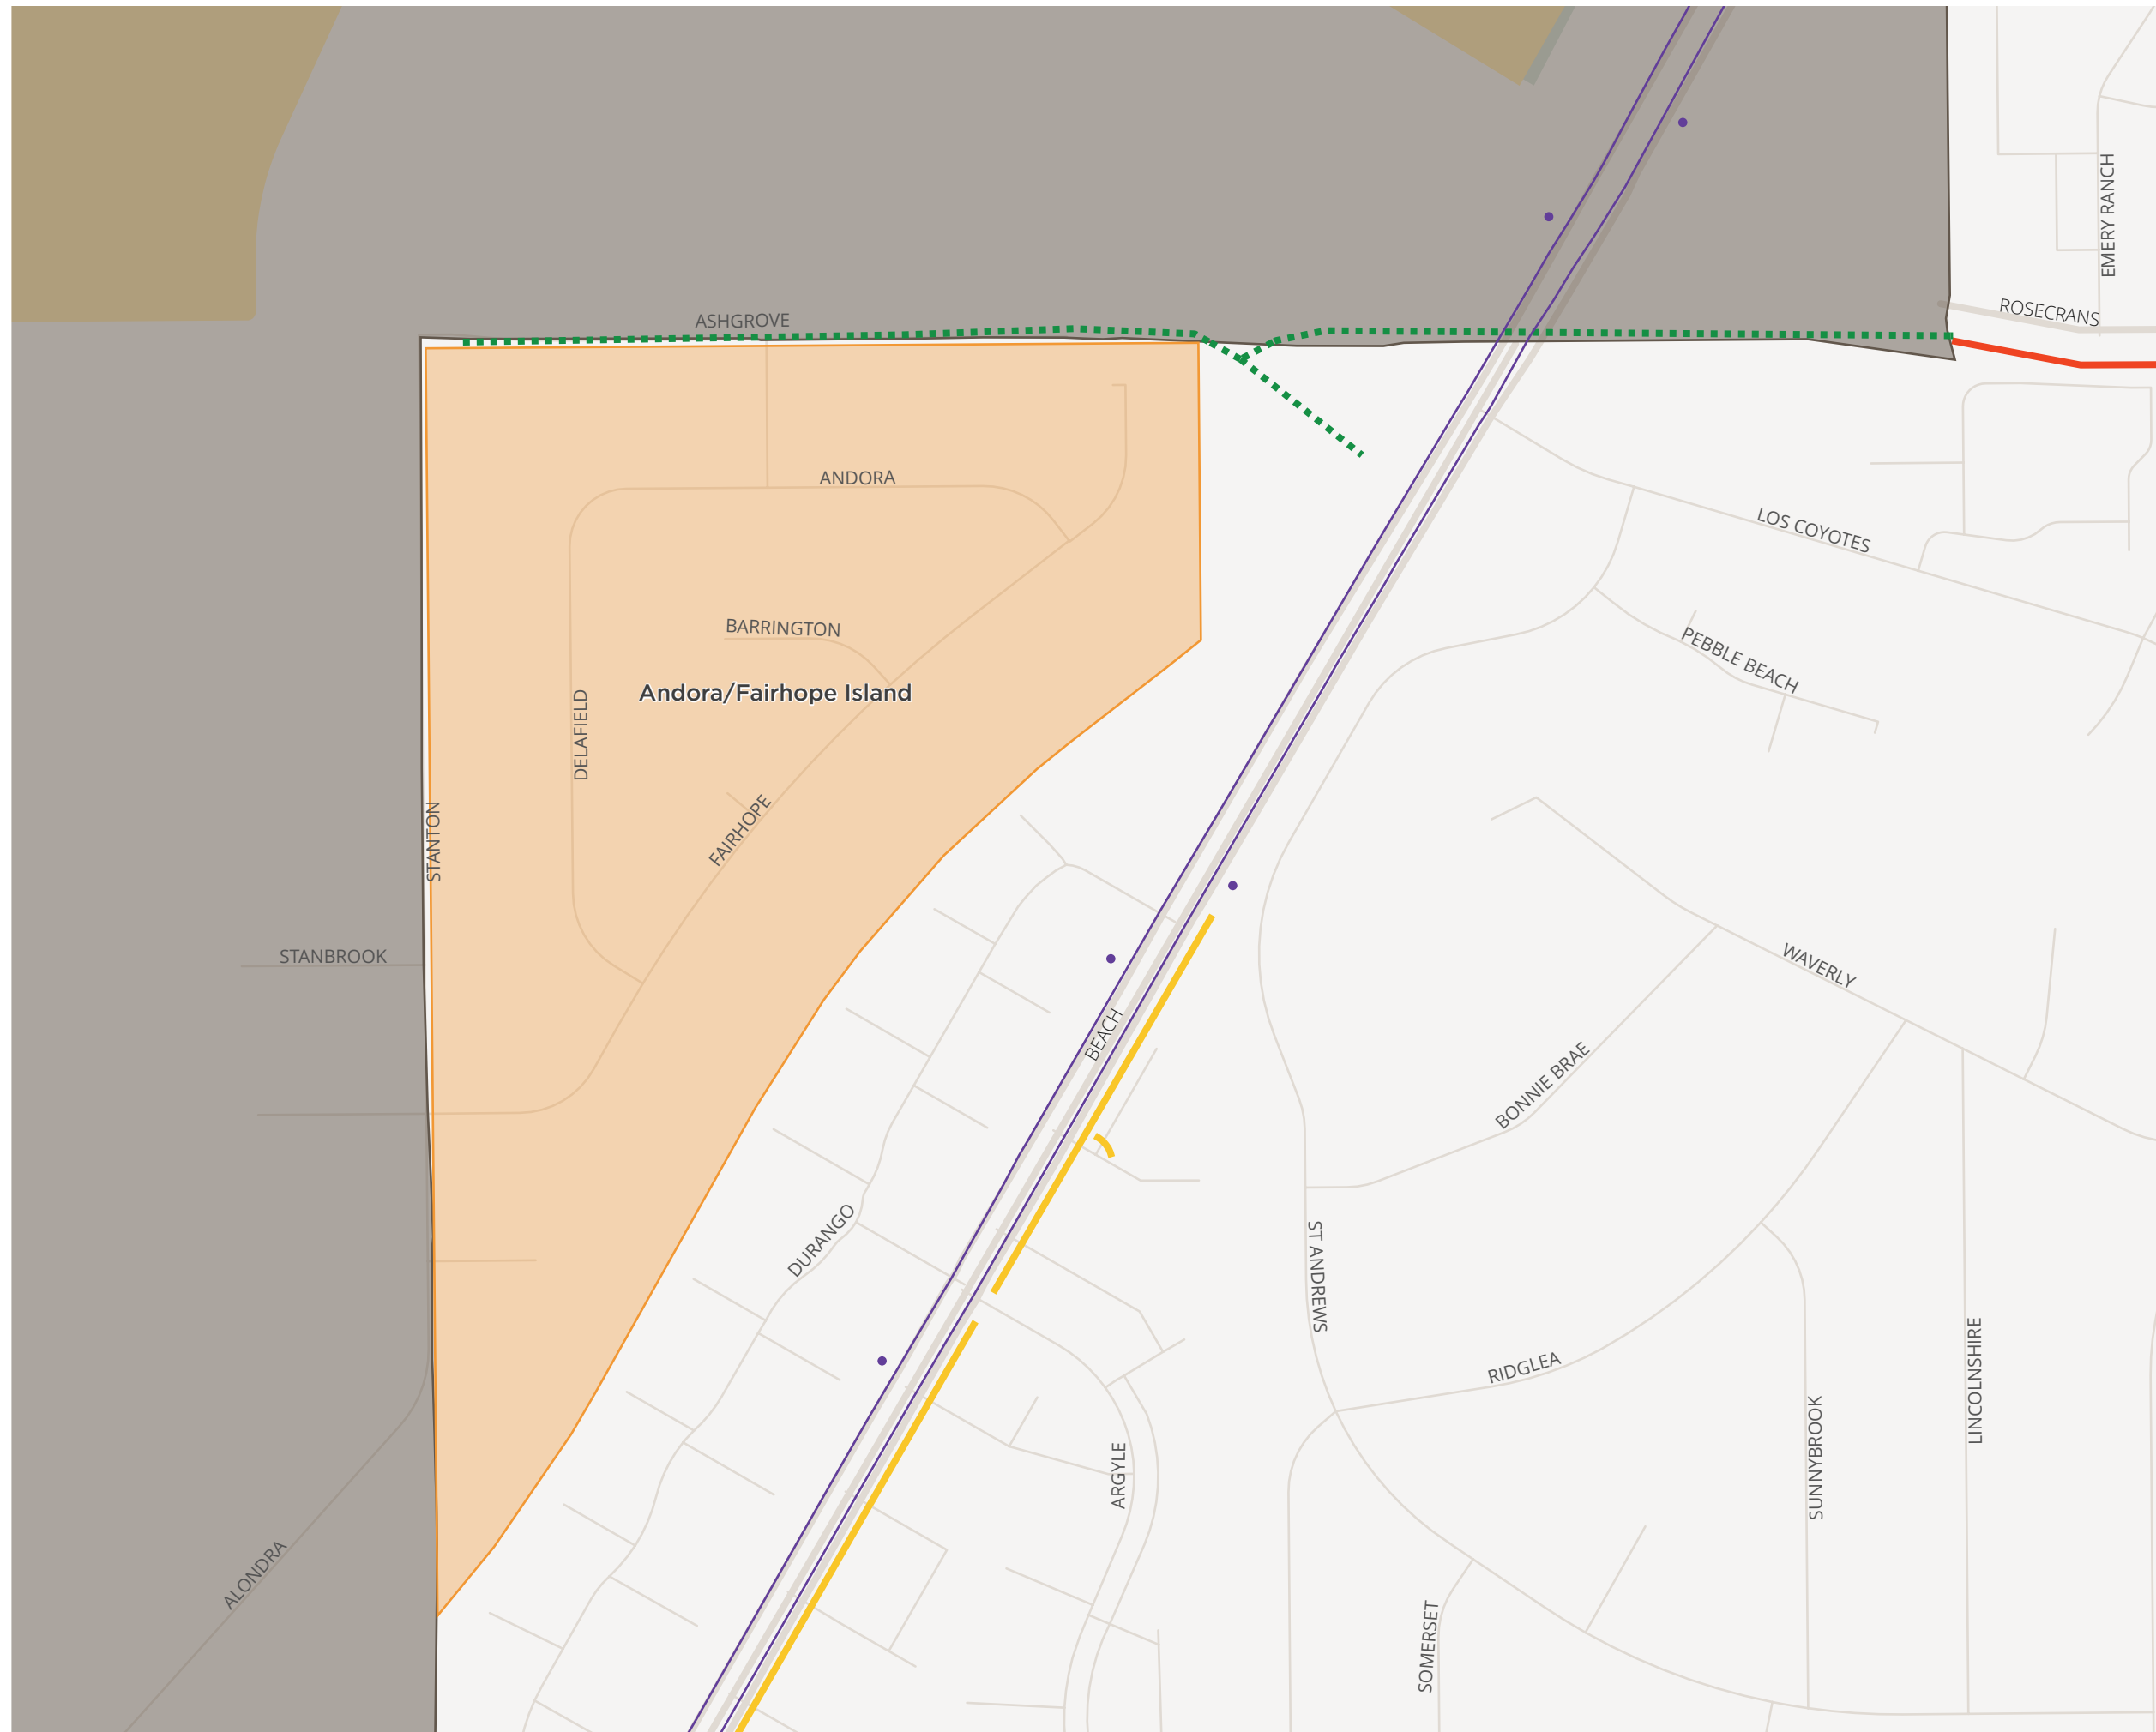 EMERY RANCH
ROSECRANS
ASHGROVE
ANDORA
LOS COYOTES
BARRINGTON
PEBBLE BEACH
Andora/Fairhope Island
DELAFIELD
STANTON
FAIRHOPE
STANBROOK
WAVERLY
BEACH
BONNIE BRAE
DURANGO
ST ANDREWS
RIDGLEA
LINCOLNSHIRE
SUNNYBROOK
ARGYLE
ALONDRA
SOMERSET